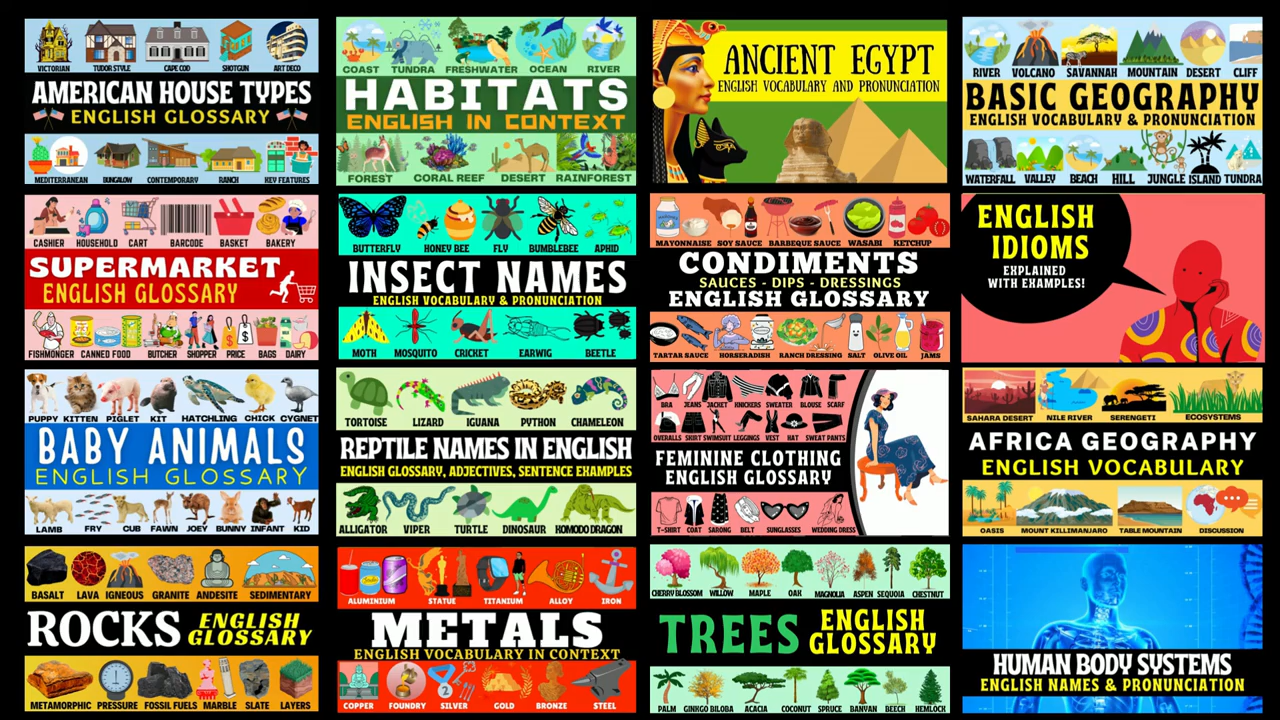 VICTORIAN TUDOR STYLE CAPE COD SHOTGUN ART DECO
AMERICAN HOUSE TYPES
ENGLISH GLOSSARY
MEDITERRANEAN BUNGALOW CONTEMPORARY RANCH KEY FEATURES
COAST TUNDRA FRESHWATER OCEAN RIVER
HABITATS
ENGLISH IN CONTEXT
FOREST CORAL REEF DESERT RAINFOREST
ANCIENT EGYPT
ENGLISH VOCABULARY AND PRONUNCIATION
RIVER VOLCANO SAVANNAH MOUNTAIN DESERT CLIFF
BASIC GEOGRAPHY
ENGLISH VOCABULARY & PRONUNCIATION
WATERFALL VALLEY BEACH HILL JUNGLE ISLAND TUNDRA
CASHIER HOUSEHOLD CART BARCODE BASKET BAKERY
SUPERMARKET
ENGLISH GLOSSARY
FISHMONGER CANNED FOOD BUTCHER SHOPPER PRICE BAGS DAIRY
BUTTERFLY HONEY BEE FLY BUMBLEBEE APHID
INSECT NAMES
ENGLISH VOCABULARY & PRONUNCIATION
MOTH MOSQUITO CRICKET EARWIG BEETLE
MAYONNAISE SOY SAUCE BARBEQUE SAUCE WASABI KETCHUP
CONDIMENTS
SAUCES - DIPS - DRESSINGS
ENGLISH GLOSSARY
TARTAR SAUCE HORSERADISH RANCH DRESSING SALT OLIVE OIL JAMS
ENGLISH
IDIOMS
EXPLAINED
WITH EXAMPLES!
PUPPY KITTEN PIGLET KIT HATCHLING CHICK CYGNET
BABY ANIMALS
ENGLISH GLOSSARY
LAMB FRY CUB FAWN JOEY BUNNY INFANT KID
TORTOISE LIZARD IGUANA PYTHON CHAMELEON
REPTILE NAMES IN ENGLISH
ENGLISH GLOSSARY, ADJECTIVES, SENTENCE EXAMPLES
ALLIGATOR VIPER TURTLE DINOSAUR KOMODO DRAGON
BRA JEANS JACKET KNICKERS SWEATER BLOUSE SCARF
OVERALLS SKIRT SWIMSUIT LEGGINGS VEST HAT SWEAT PANTS
FEMININE CLOTHING
ENGLISH GLOSSARY
T-SHIRT COAT SARONG BELT SUNGLASSES WEDDING DRESS
SAHARA DESERT NILE RIVER SERENGETI ECOSYSTEMS
AFRICA GEOGRAPHY
ENGLISH VOCABULARY
OASIS MOUNT KILLIMANJARO TABLE MOUNTAIN DISCUSSION
BASALT LAVA IGNEOUS GRANITE ANDESITE SEDIMENTARY
ROCKS ENGLISH
GLOSSARY
METAMORPHIC PRESSURE FOSSIL FUELS MARBLE SLATE LAYERS
ALUMINIUM STATUE TITANIUM ALLOY IRON
METALS
ENGLISH VOCABULARY IN CONTEXT
COPPER FOUNDRY SILVER GOLD BRONZE STEEL
CHERRY BLOSSOM WILLOW MAPLE OAK MAGNOLIA ASPEN SEQUOIA CHESTNUT
TREES ENGLISH
GLOSSARY
PALM GINKGO BILOBA ACACIA COCONUT SPRUCE BANYAN BEECH HEMLOCK
HUMAN BODY SYSTEMS
ENGLISH NAMES & PRONUNCIATION